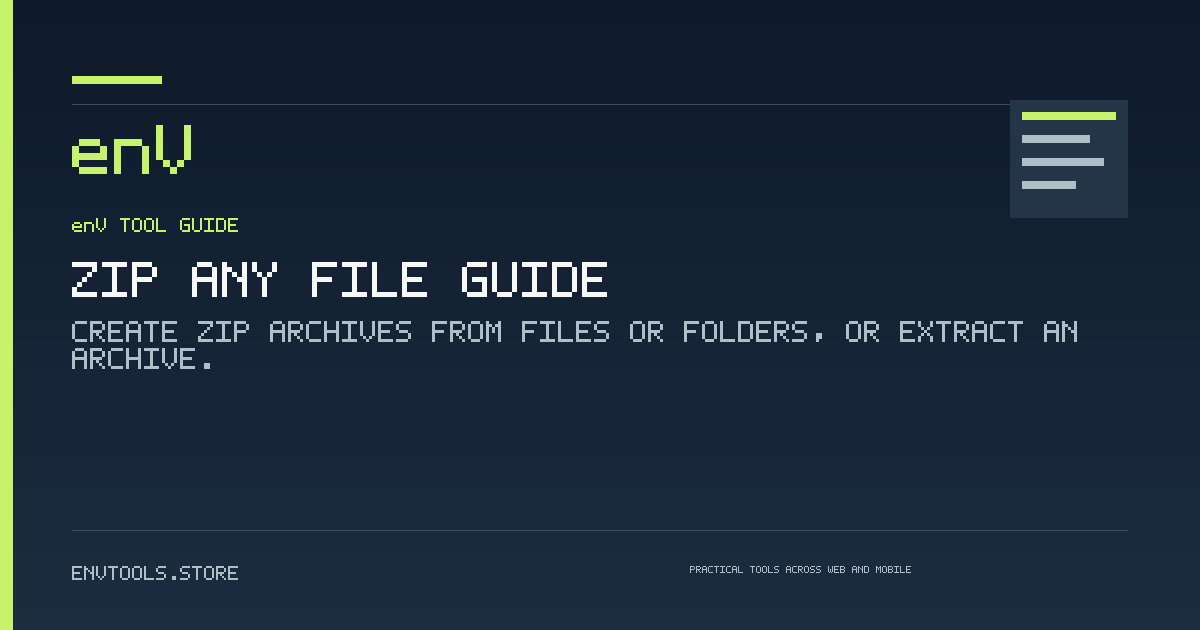 enV
enV TOOL GUIDE
ZIP ANY FILE GUIDE
CREATE ZIP ARCHIVES FROM FILES OR FOLDERS, OR EXTRACT AN
ARCHIVE.
ENVTOOLS.STORE
PRACTICAL TOOLS ACROSS WEB AND MOBILE